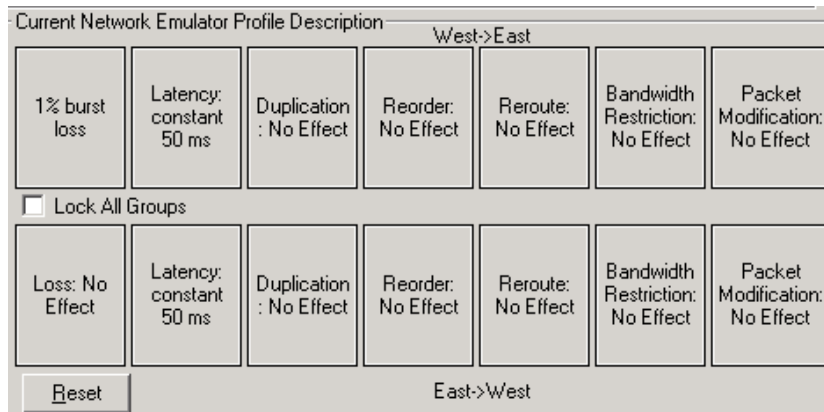 Current Network Emulator Profile Description
West->East
1% burst
loss
Latency:
constant
50 ms
Duplication
: No Effect
Reorder:
No Effect
Reroute:
No Effect
Bandwidth
Restriction:
No Effect
Packet
Modification:
No Effect
Lock All Groups
Loss: No
Effect
Latency:
constant
50 ms
Duplication
: No Effect
Reorder:
No Effect
Reroute:
No Effect
Bandwidth
Restriction:
No Effect
Packet
Modification:
No Effect
Reset
East->West